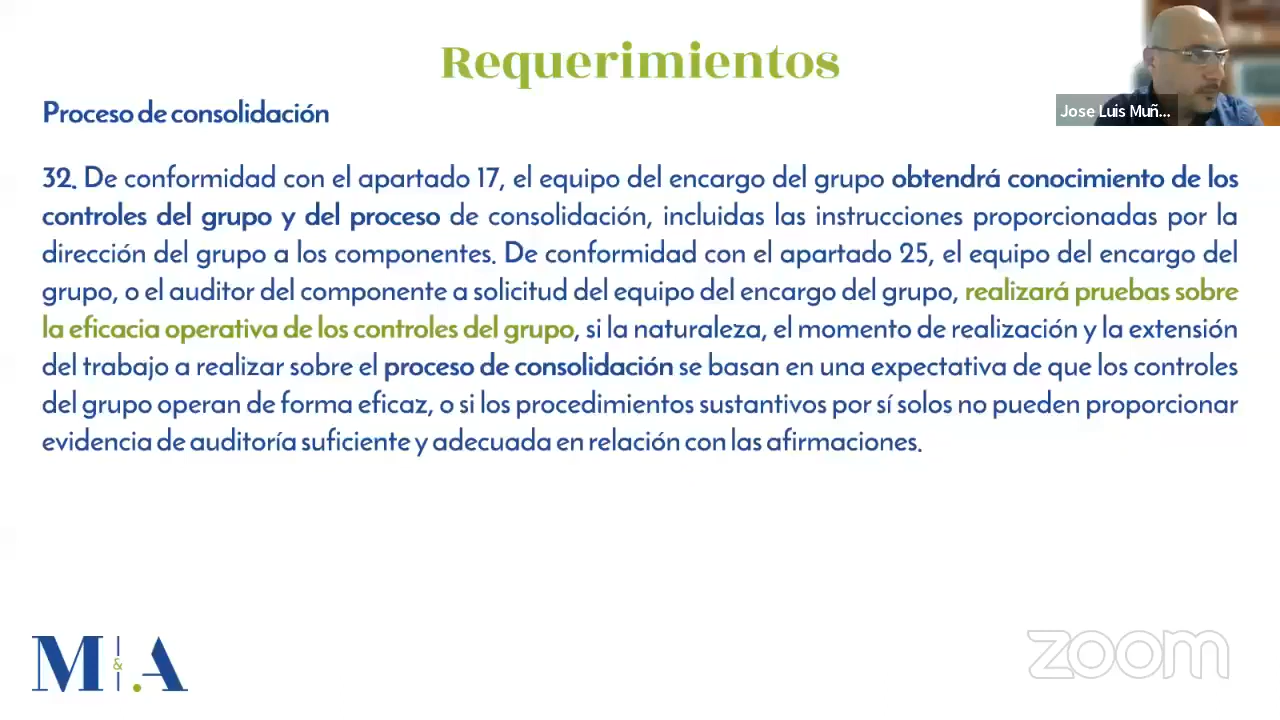 Requerimientos
Jose Luis Muñ...
Proceso de consolidación
32. De conformidad con el apartado 17, el equipo del encargo del grupo obtendrá conocimiento de los
controles del grupo y del proceso de consolidación, incluidas las instrucciones proporcionadas por la
dirección del grupo a los componentes. De conformidad con el apartado 25, el equipo del encargo del
grupo, o el auditor del componente a solicitud del equipo del encargo del grupo, realizará pruebas sobre
la eficacia operativa de los controles del grupo, si la naturaleza, el momento de realización y la extensión
del trabajo a realizar sobre el proceso de consolidación se basan en una expectativa de que los controles
del grupo operan de forma eficaz, o si los procedimientos sustantivos por sí solos no pueden proporcionar
evidencia de auditoría suficiente y adecuada en relación con las afirmaciones.
M&A
zoom